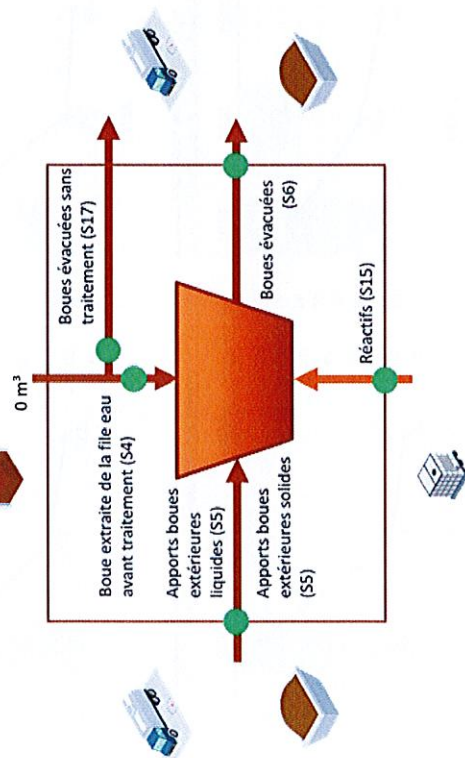 0 m³
Boues évacuées sans
traitement (S17)
Boue extraite de la file eau
avant traitement (S4)
Apports boues
extérieures
liquides (S5)
Apports boues
extérieures solides
(S5)
Boues évacuées
(S6)
Réactifs (S15)